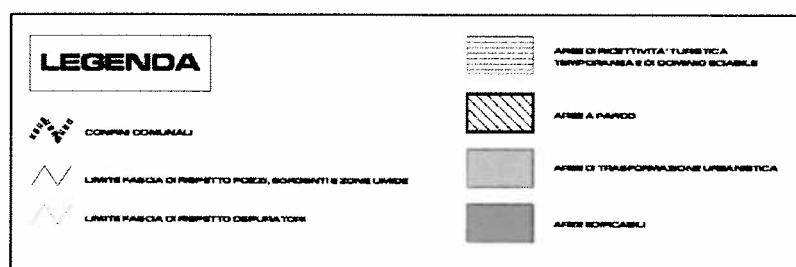 LEGENDA
CONFINI COMUNALI
LIMITE FASCIA DI RISPETTO POZZI, SORGENTI E ZONE UMIDE
LIMITE FASCIA DI RISPETTO DEPURATORI
AREE DI RICETTIVITA' TURISTICA
TEMPORANEA E DI DOMINIO SCIABILE
AREE A PARCO
AREE DI TRASFORMAZIONE URBANISTICA
AREE EDIFICABILI